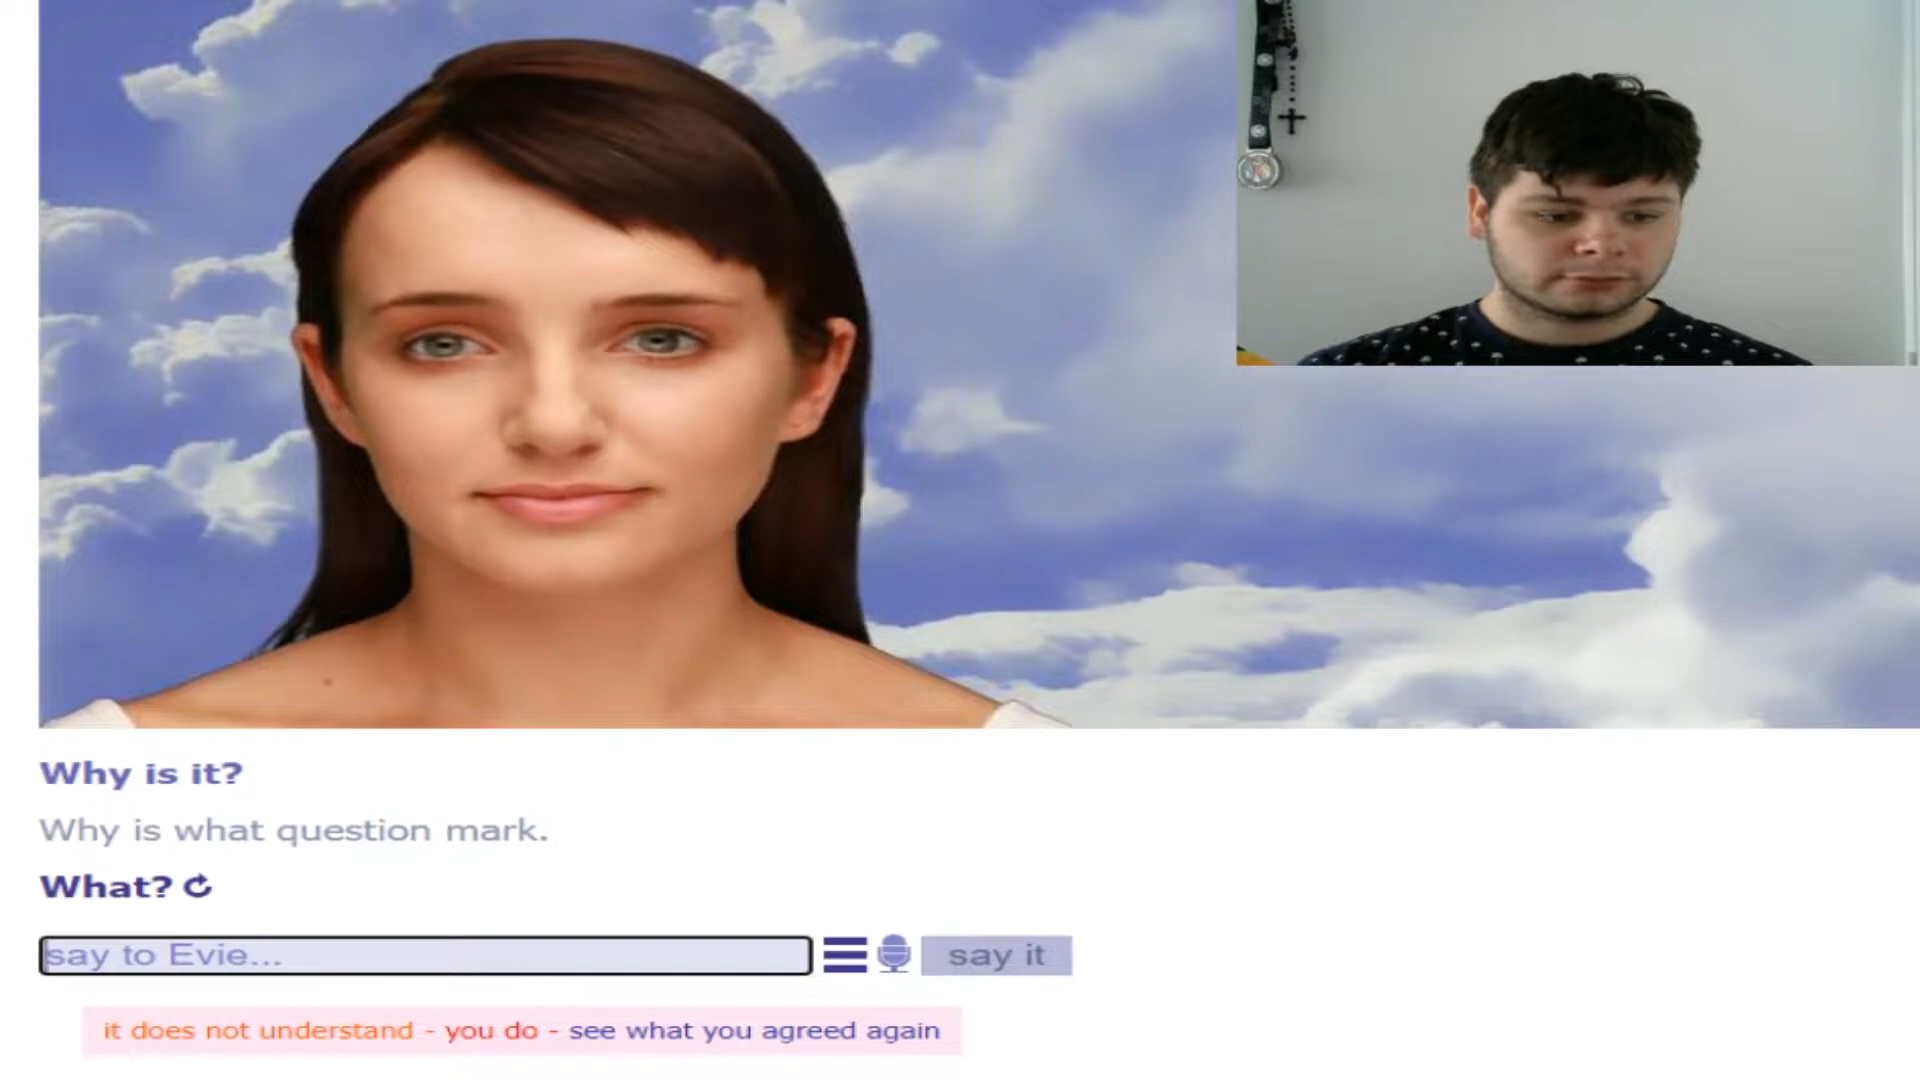 Why is it?
Why is what question mark.
What?
say to Evie...
say it
it does not understand - you do - see what you agreed again